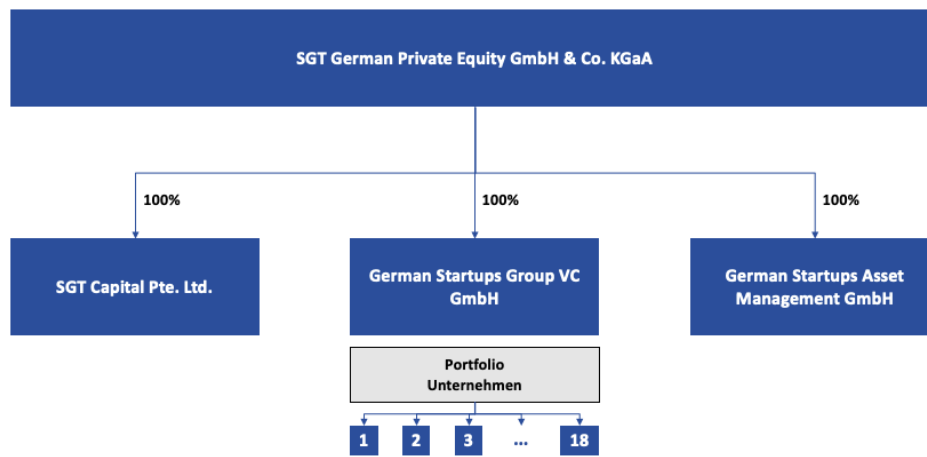 SGT German Private Equity GmbH & Co. KGaA
100%
100%
100%
SGT Capital Pte. Ltd.
German Startups Group VC
GmbH
German Startups Asset
Management GmbH
Portfolio
Unternehmen
1
2
3
...
18